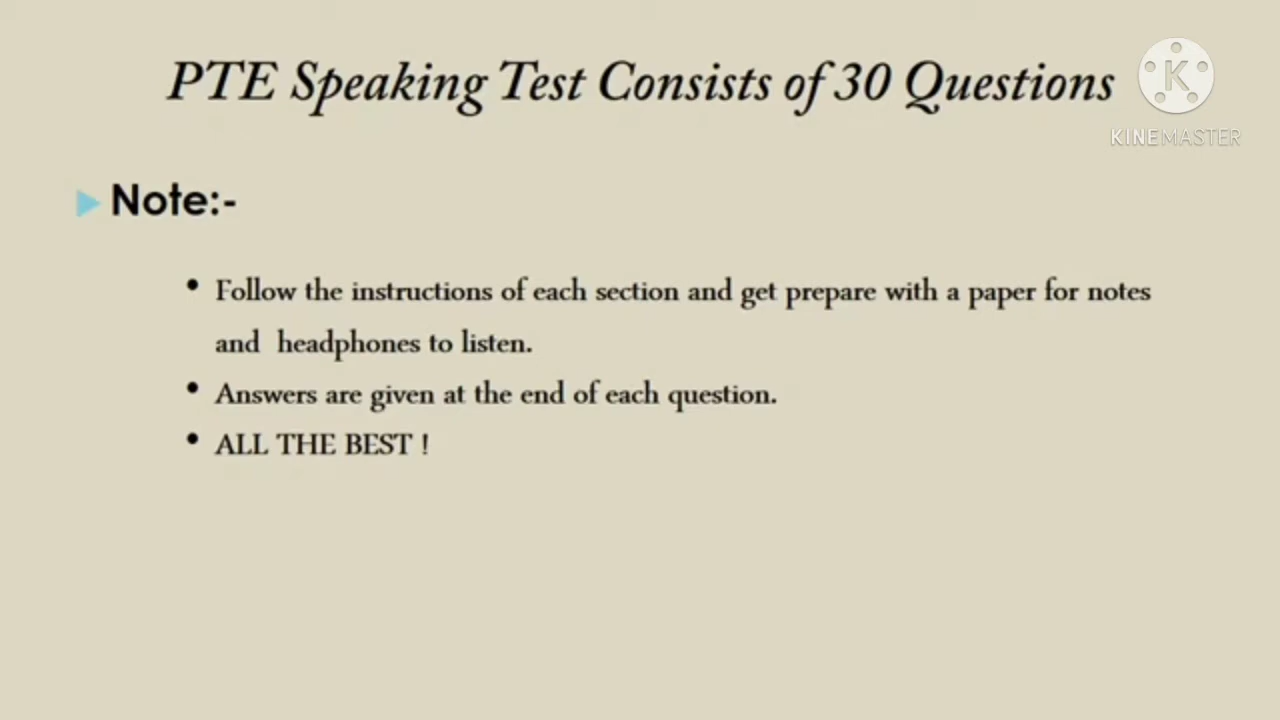 PTE Speaking Test Consists of 30 Questions
K
KINEMASTER
Note:-
• Follow the instructions of each section and get prepare with a paper for notes
and headphones to listen.
• Answers are given at the end of each question.
• ALL THE BEST !